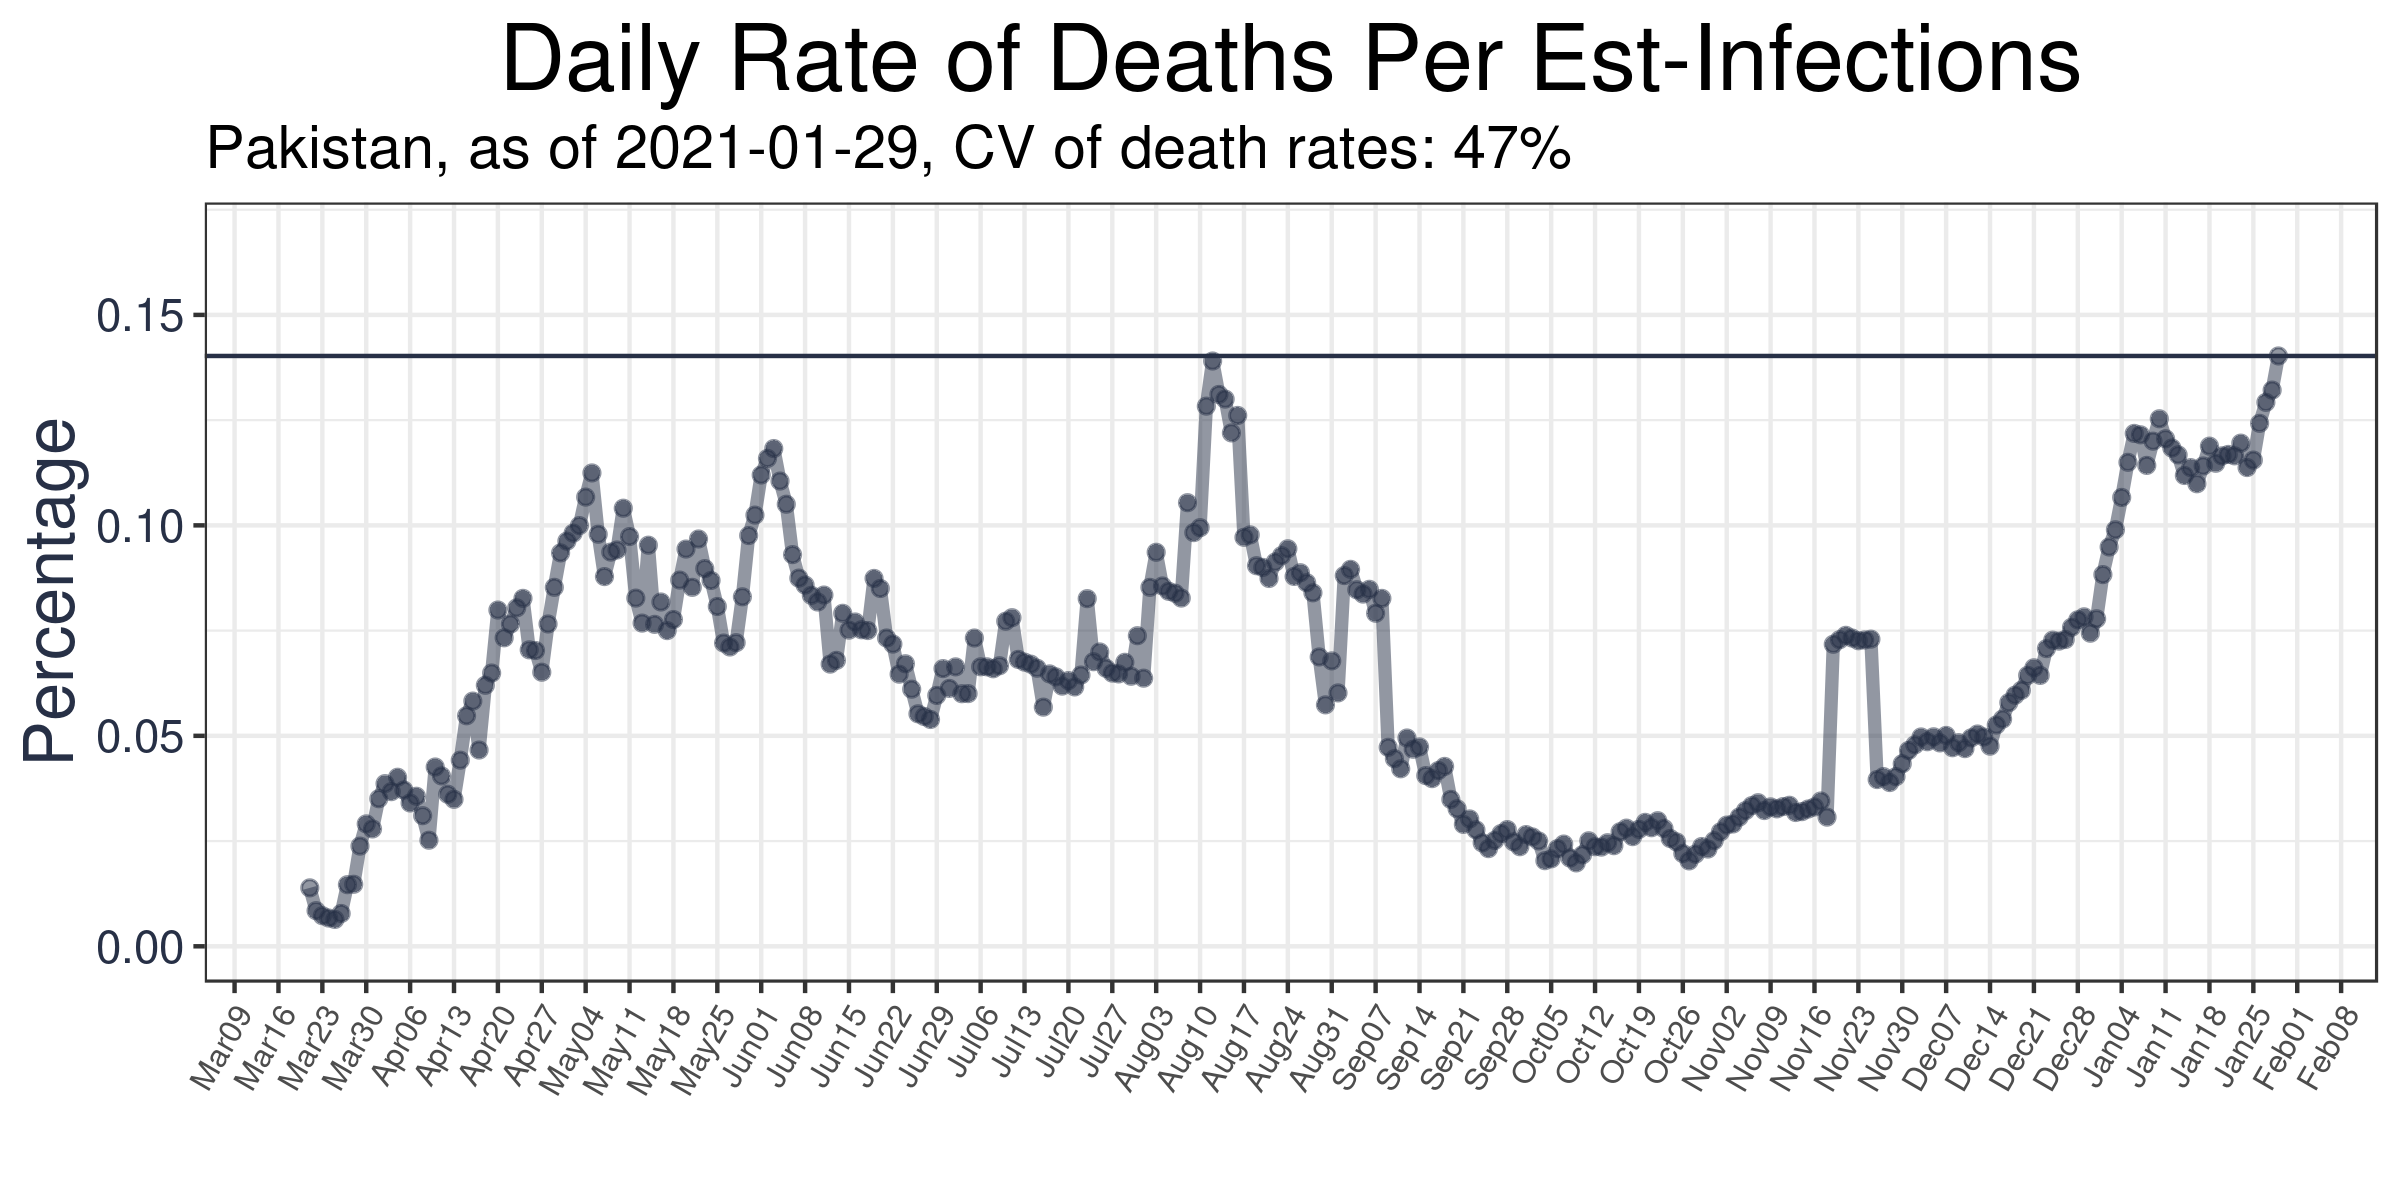 Daily Rate of Deaths Per Est-Infections
Pakistan, as of 2021-01-29, CV of death rates: 47%
Percentage
0.15
0.10
0.05
0.00
Mar09
Mar16
Mar23
Mar30
Apr06
Apr13
Apr20
Apr27
May04
May11
May18
May25
Jun01
Jun08
Jun15
Jun22
Jun29
Jul06
Jul13
Jul20
Jul27
Aug03
Aug10
Aug17
Aug24
Aug31
Sep07
Sep14
Sep21
Sep28
Oct05
Oct12
Oct19
Oct26
Nov02
Nov09
Nov16
Nov23
Nov30
Dec07
Dec14
Dec21
Dec28
Jan04
Jan11
Jan18
Jan25
Feb01
Feb08